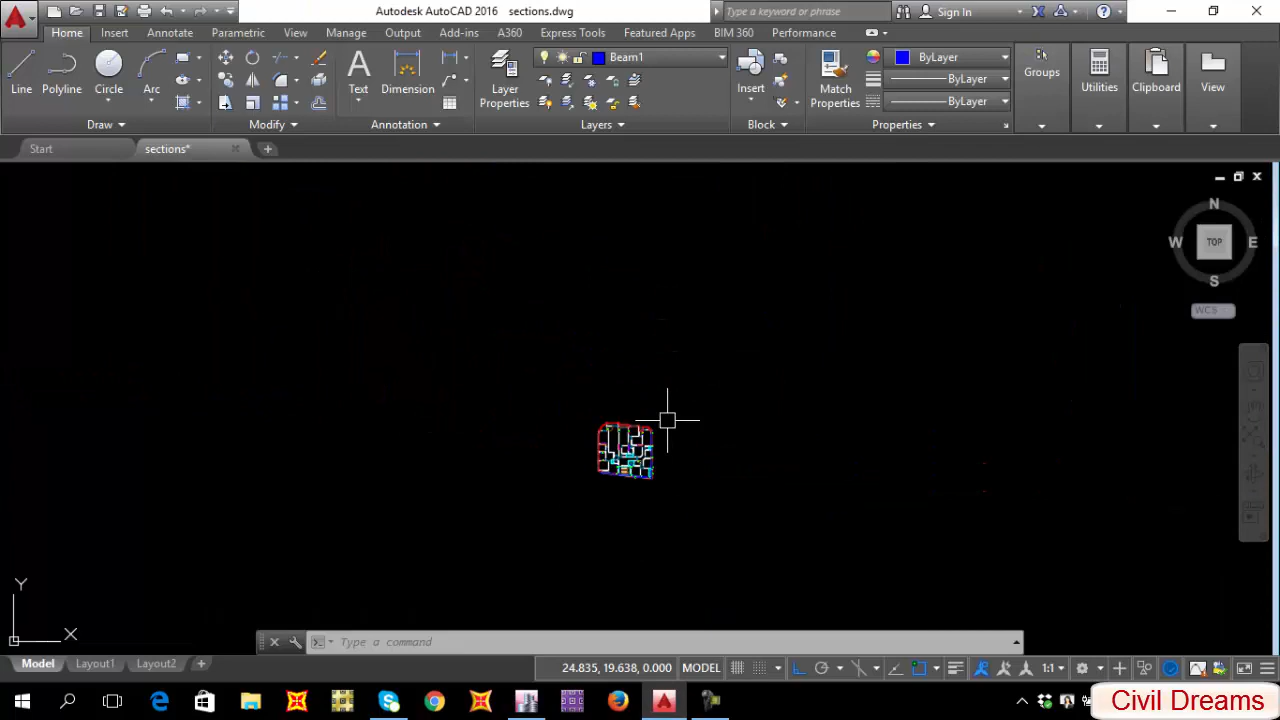 Autodesk AutoCAD 2016 sections.dwg
Type a keyword or phrase
Sign In
Home Insert Annotate Parametric View Manage Output Add-ins A360 Express Tools Featured Apps BIM 360 Performance
Beam1
ByLayer
ByLayer
ByLayer
Line Polyline Circle Arc
Text Dimension
Layer Properties
Insert
Match Properties
Groups Utilities Clipboard View
Draw Modify Annotation Layers Block Properties
Start sections*
N
W TOP E
S
WCS
Y
X
Type a command
Model Layout1 Layout2
24.835, 19.638, 0.000 MODEL 1:1
Civil Dreams